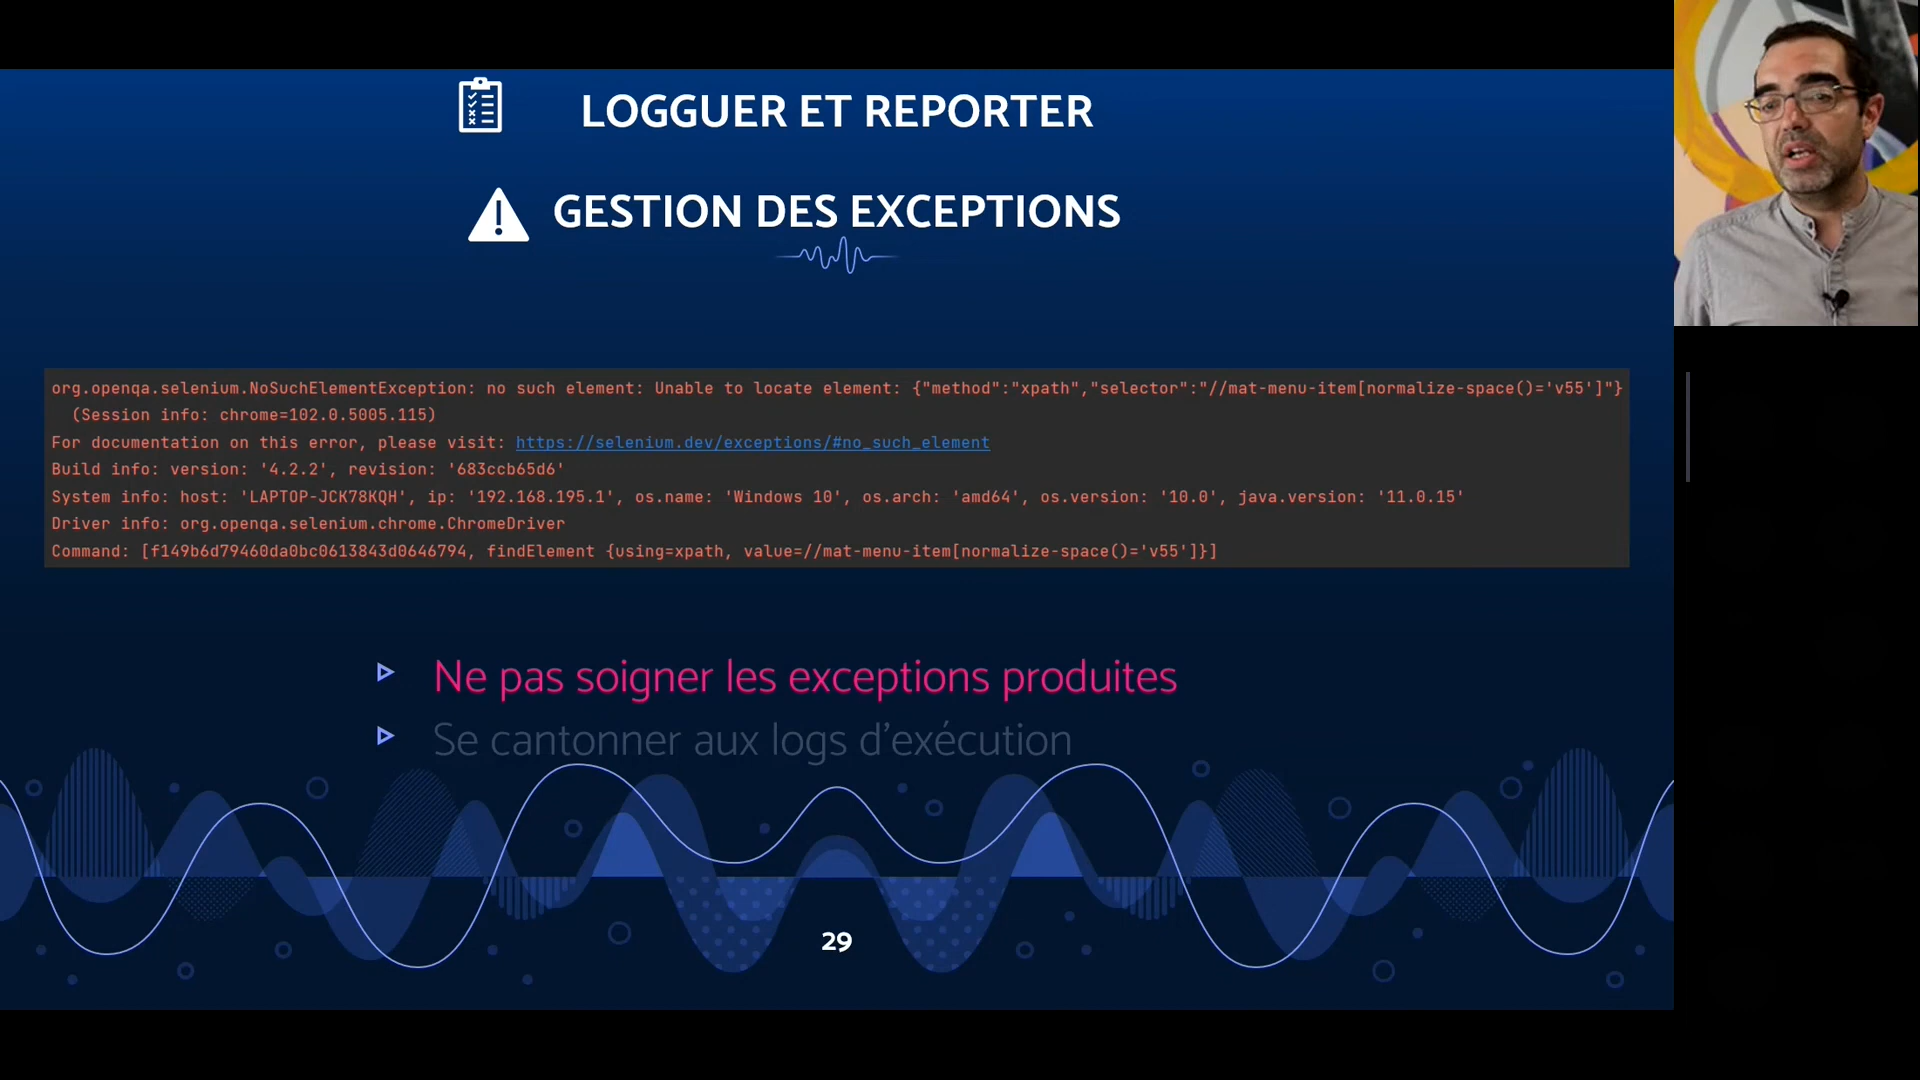 LOGGUER ET REPORTER
GESTION DES EXCEPTIONS
org.openqa.selenium.NoSuchElementException: no such element: Unable to locate element: {"method":"xpath","selector":"//mat-menu-item[normalize-space()='v55']"}
(Session info: chrome=102.0.5005.115)
For documentation on this error, please visit: https://selenium.dev/exceptions/#no_such_element
Build info: version: '4.2.2', revision: '683ccb65d6'
System info: host: 'LAPTOP-JCK78KQH', ip: '192.168.195.1', os.name: 'Windows 10', os.arch: 'amd64', os.version: '10.0', java.version: '11.0.15'
Driver info: org.openqa.selenium.chrome.ChromeDriver
Command: [f149b6d79460da0bc0613843d0646794, findElement {using=xpath, value=//mat-menu-item[normalize-space()='v55']}]
Ne pas soigner les exceptions produites
Se cantonner aux logs d’exécution
29